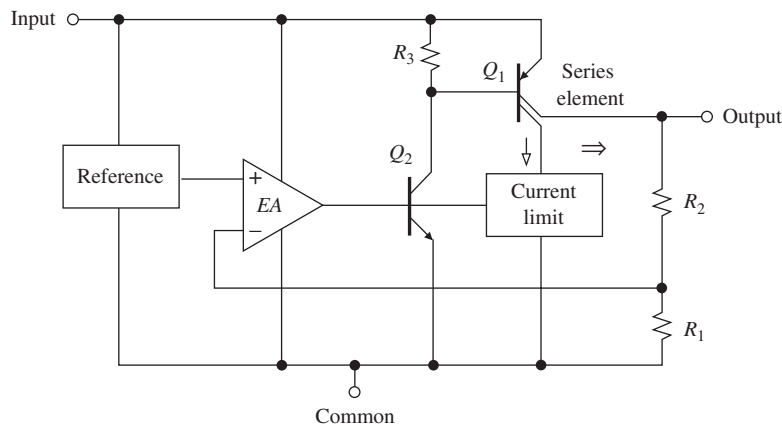 Input
R3
Q1
Series
element
Output
Q2
Reference
+
EA
−
Current
limit
R2
R1
Common